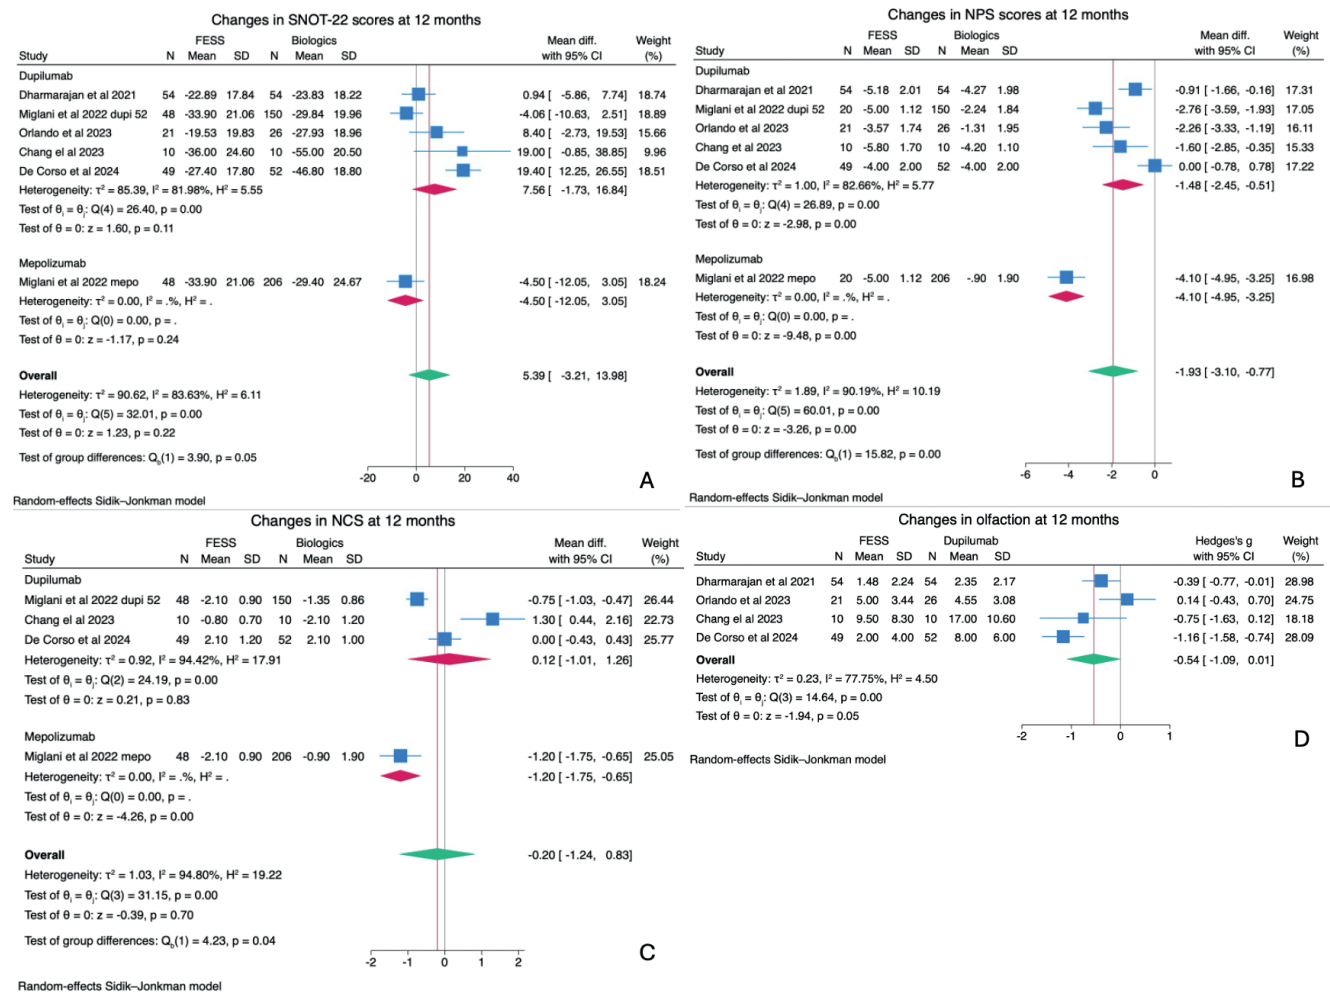 Changes in SNOT-22 scores at 12 months
FESS Biologics Mean diff. Weight
Study N Mean SD N Mean SD with 95% CI (%)
Dupilumab
Dharmarajan et al 2021 54 -22.89 17.84 54 -23.83 18.22 0.94 [ -5.86, 7.74] 18.74
Miglani et al 2022 dupi 52 48 -33.90 21.06 150 -29.84 19.96 -4.06 [-10.63, 2.51] 18.89
Orlando et al 2023 21 -19.53 19.83 26 -27.93 18.96 8.40 [ -2.73, 19.53] 15.66
Chang el al 2023 10 -36.00 24.60 10 -55.00 20.50 19.00 [ -0.85, 38.85] 9.96
De Corso et al 2024 49 -27.40 17.80 52 -46.80 18.80 19.40 [ 12.25, 26.55] 18.51
Heterogeneity: τ² = 85.39, I² = 81.98%, H² = 5.55 7.56 [ -1.73, 16.84]
Test of θᵢ = θⱼ: Q(4) = 26.40, p = 0.00
Test of θ = 0: z = 1.60, p = 0.11
Mepolizumab
Miglani et al 2022 mepo 48 -33.90 21.06 206 -29.40 24.67 -4.50 [-12.05, 3.05] 18.24
Heterogeneity: τ² = 0.00, I² = .%, H² = . -4.50 [-12.05, 3.05]
Test of θᵢ = θⱼ: Q(0) = 0.00, p = .
Test of θ = 0: z = -1.17, p = 0.24
Overall 5.39 [ -3.21, 13.98]
Heterogeneity: τ² = 90.62, I² = 83.63%, H² = 6.11
Test of θᵢ = θⱼ: Q(5) = 32.01, p = 0.00
Test of θ = 0: z = 1.23, p = 0.22
Test of group differences: Q_b(1) = 3.90, p = 0.05
-20 0 20 40
A
Random-effects Sidik–Jonkman model
Changes in NPS scores at 12 months
FESS Biologics Mean diff. Weight
Study N Mean SD N Mean SD with 95% CI (%)
Dupilumab
Dharmarajan et al 2021 54 -5.18 2.01 54 -4.27 1.98 -0.91 [ -1.66, -0.16] 17.31
Miglani et al 2022 dupi 52 20 -5.00 1.12 150 -2.24 1.84 -2.76 [ -3.59, -1.93] 17.05
Orlando et al 2023 21 -3.57 1.74 26 -1.31 1.95 -2.26 [ -3.33, -1.19] 16.11
Chang et al 2023 10 -5.80 1.70 10 -4.20 1.10 -1.60 [ -2.85, -0.35] 15.33
De Corso et al 2024 49 -4.00 2.00 52 -4.00 2.00 0.00 [ -0.78, 0.78] 17.22
Heterogeneity: τ² = 1.00, I² = 82.66%, H² = 5.77 -1.48 [ -2.45, -0.51]
Test of θᵢ = θⱼ: Q(4) = 26.89, p = 0.00
Test of θ = 0: z = -2.98, p = 0.00
Mepolizumab
Miglani et al 2022 mepo 20 -5.00 1.12 206 -.90 1.90 -4.10 [ -4.95, -3.25] 16.98
Heterogeneity: τ² = 0.00, I² = .%, H² = . -4.10 [ -4.95, -3.25]
Test of θᵢ = θⱼ: Q(0) = 0.00, p = .
Test of θ = 0: z = -9.48, p = 0.00
Overall -1.93 [ -3.10, -0.77]
Heterogeneity: τ² = 1.89, I² = 90.19%, H² = 10.19
Test of θᵢ = θⱼ: Q(5) = 60.01, p = 0.00
Test of θ = 0: z = -3.26, p = 0.00
Test of group differences: Q_b(1) = 15.82, p = 0.00
-6 -4 -2 0
B
Random-effects Sidik–Jonkman model
Changes in NCS at 12 months
FESS Biologics Mean diff. Weight
Study N Mean SD N Mean SD with 95% CI (%)
Dupilumab
Miglani et al 2022 dupi 52 48 -2.10 0.90 150 -1.35 0.86 -0.75 [ -1.03, -0.47] 26.44
Chang el al 2023 10 -0.80 0.70 10 -2.10 1.20 1.30 [ 0.44, 2.16] 22.73
De Corso et al 2024 49 2.10 1.20 52 2.10 1.00 0.00 [ -0.43, 0.43] 25.77
Heterogeneity: τ² = 0.92, I² = 94.42%, H² = 17.91 0.12 [ -1.01, 1.26]
Test of θᵢ = θⱼ: Q(2) = 24.19, p = 0.00
Test of θ = 0: z = 0.21, p = 0.83
Mepolizumab
Miglani et al 2022 mepo 48 -2.10 0.90 206 -0.90 1.90 -1.20 [ -1.75, -0.65] 25.05
Heterogeneity: τ² = 0.00, I² = .%, H² = . -1.20 [ -1.75, -0.65]
Test of θᵢ = θⱼ: Q(0) = 0.00, p = .
Test of θ = 0: z = -4.26, p = 0.00
Overall -0.20 [ -1.24, 0.83]
Heterogeneity: τ² = 1.03, I² = 94.80%, H² = 19.22
Test of θᵢ = θⱼ: Q(3) = 31.15, p = 0.00
Test of θ = 0: z = -0.39, p = 0.70
Test of group differences: Q_b(1) = 4.23, p = 0.04
-2 -1 0 1 2
C
Random-effects Sidik–Jonkman model
Changes in olfaction at 12 months
FESS Dupilumab Hedges's g Weight
Study N Mean SD N Mean SD with 95% CI (%)
Dharmarajan et al 2021 54 1.48 2.24 54 2.35 2.17 -0.39 [ -0.77, -0.01] 28.98
Orlando et al 2023 21 5.00 3.44 26 4.55 3.08 0.14 [ -0.43, 0.70] 24.75
Chang el al 2023 10 9.50 8.30 10 17.00 10.60 -0.75 [ -1.63, 0.12] 18.18
De Corso et al 2024 49 2.00 4.00 52 8.00 6.00 -1.16 [ -1.58, -0.74] 28.09
Overall -0.54 [ -1.09, 0.01]
Heterogeneity: τ² = 0.23, I² = 77.75%, H² = 4.50
Test of θᵢ = θⱼ: Q(3) = 14.64, p = 0.00
Test of θ = 0: z = -1.94, p = 0.05
-2 -1 0 1
D
Random-effects Sidik–Jonkman model